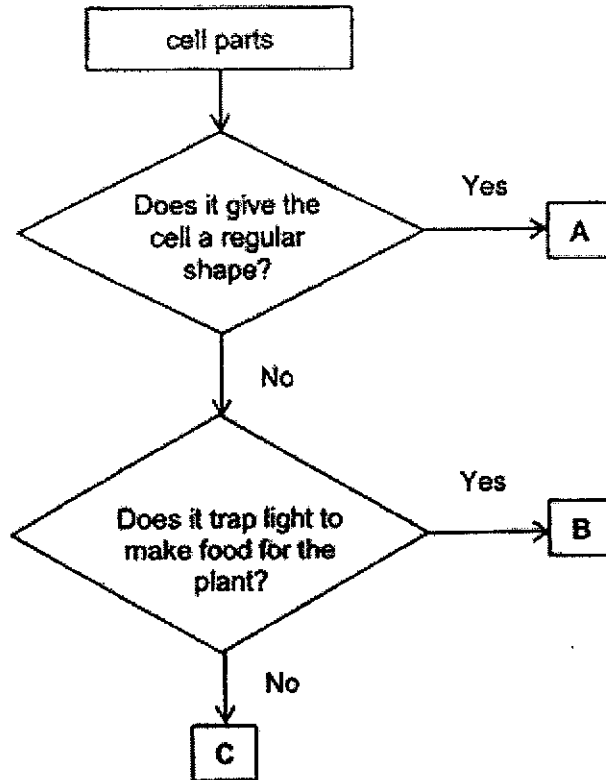 cell parts
Does it give the
cell a regular
shape?
Yes
A
No
Does it trap light to
make food for the
plant?
Yes
B
No
C